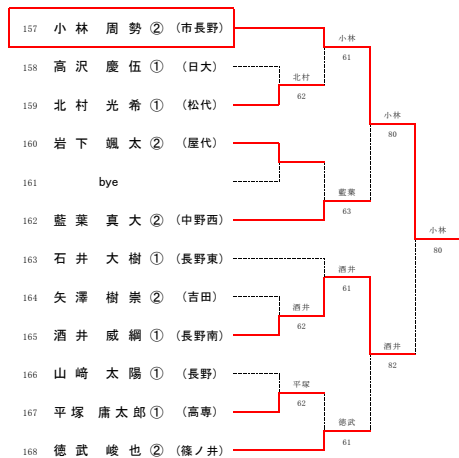 157 小林 周勢② （市長野）
158 高沢 慶伍① （日大）
159 北村 光希① （松代）
160 岩下 颯太② （屋代）
161 bye
162 藍葉 真大② （中野西）
163 石井 大樹① （長野東）
164 矢澤 樹崇② （吉田）
165 酒井 威綱① （長野南）
166 山﨑 太陽① （長野）
167 平塚 庸太郎① （高専）
168 徳武 峻也② （篠ノ井）
北村
62
酒井
62
平塚
62
小林
61
藍葉
63
酒井
61
徳武
61
小林
80
酒井
82
小林
80